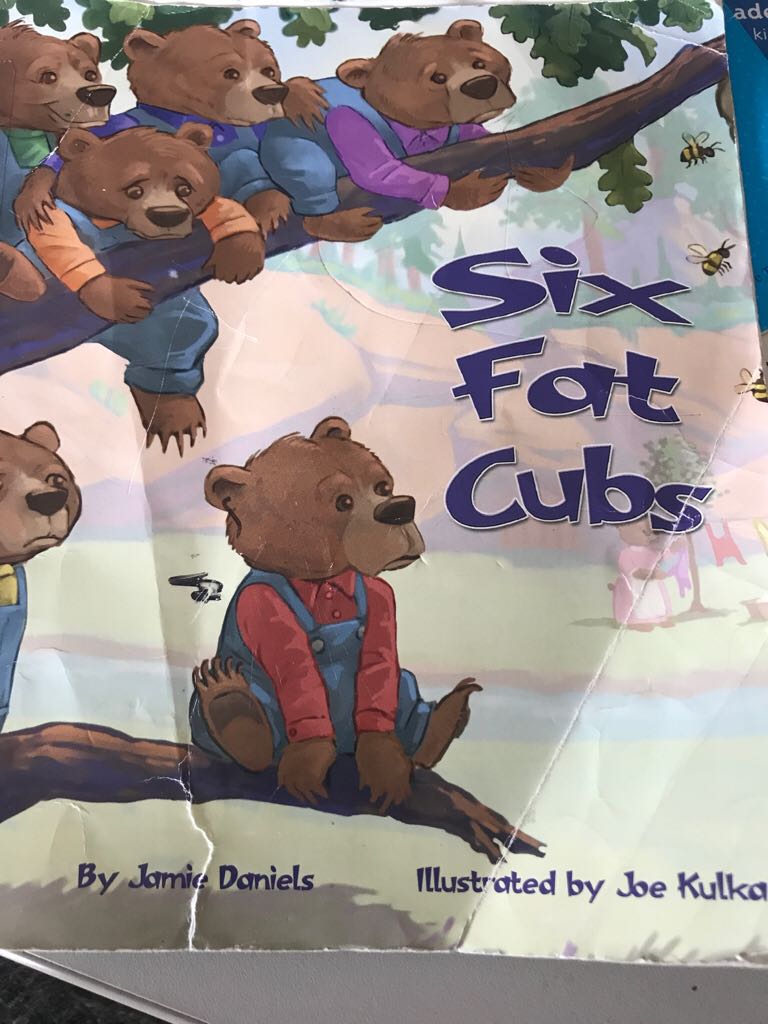 Six
Fat
Cubs
By Jamie Daniels
Illustrated by Joe Kulka